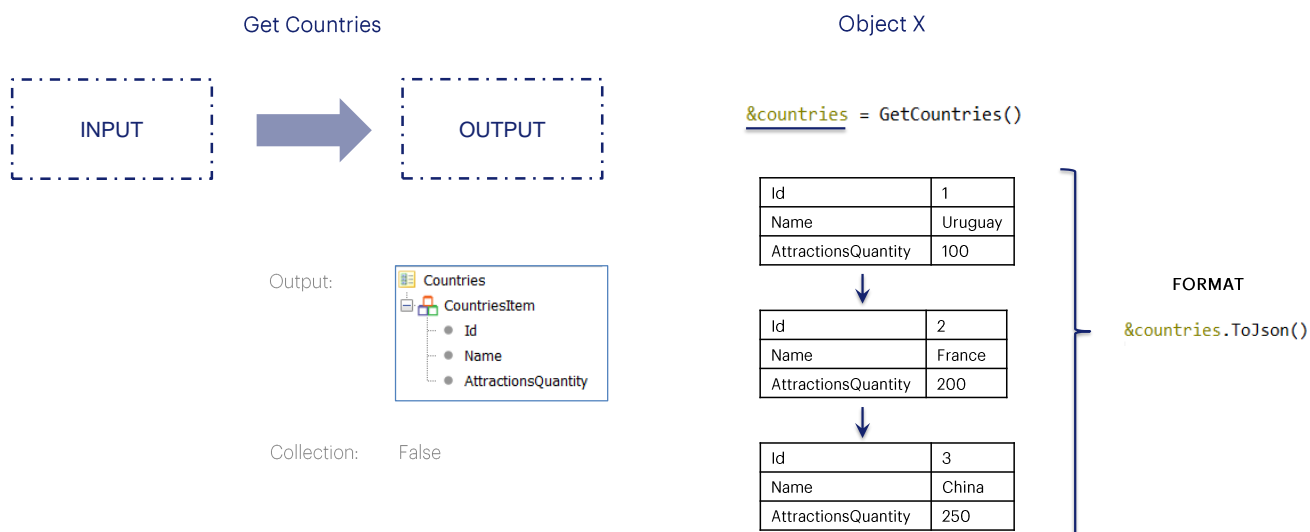 Get Countries
Object X
INPUT
OUTPUT
&countries = GetCountries()
Id 1
Name Uruguay
AttractionsQuantity 100
Output:
Countries
CountriesItem
Id
Name
AttractionsQuantity
Collection: False
Id 2
Name France
AttractionsQuantity 200
Id 3
Name China
AttractionsQuantity 250
FORMAT
&countries.ToJson()